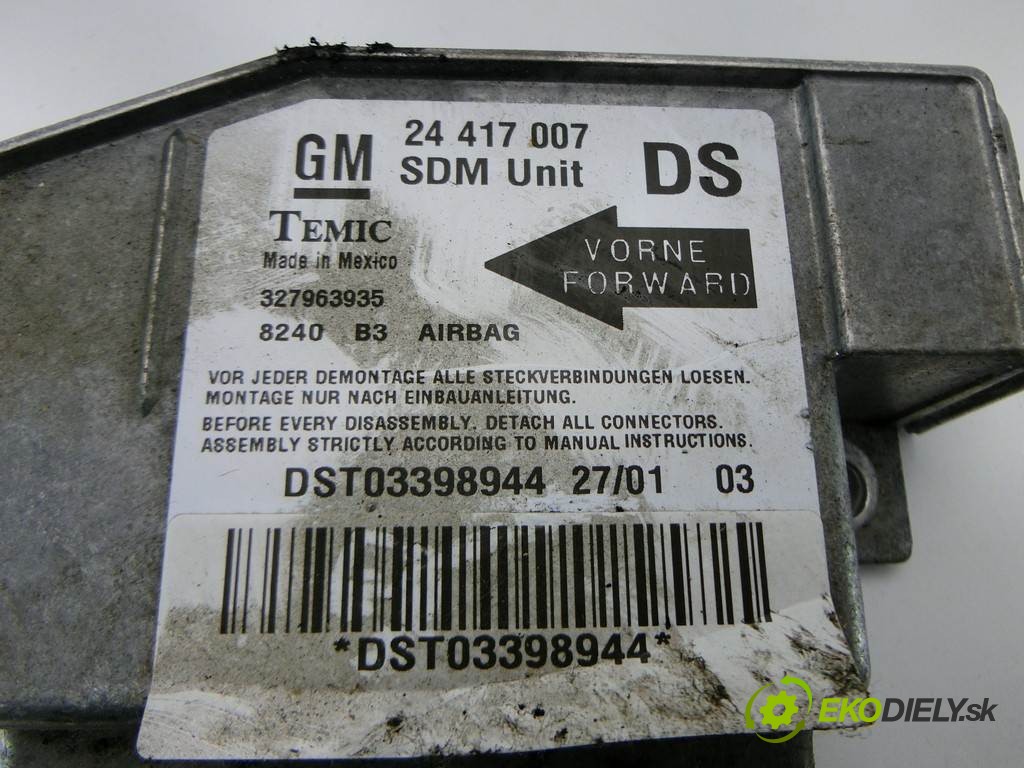 GM
24 417 007
SDM Unit
DS
TEMIC
Made in Mexico
327963935
8240 B3 AIRBAG
VORNE
FORWARD
VOR JEDER DEMONTAGE ALLE STECKVERBINDUNGEN LOESEN.
MONTAGE NUR NACH EINBAUANLEITUNG.
BEFORE EVERY DISASSEMBLY, DETACH ALL CONNECTORS.
ASSEMBLY STRICTLY ACCORDING TO MANUAL INSTRUCTIONS.
DST03398944 27/01 03
*DST03398944*
EKODIELY.sk